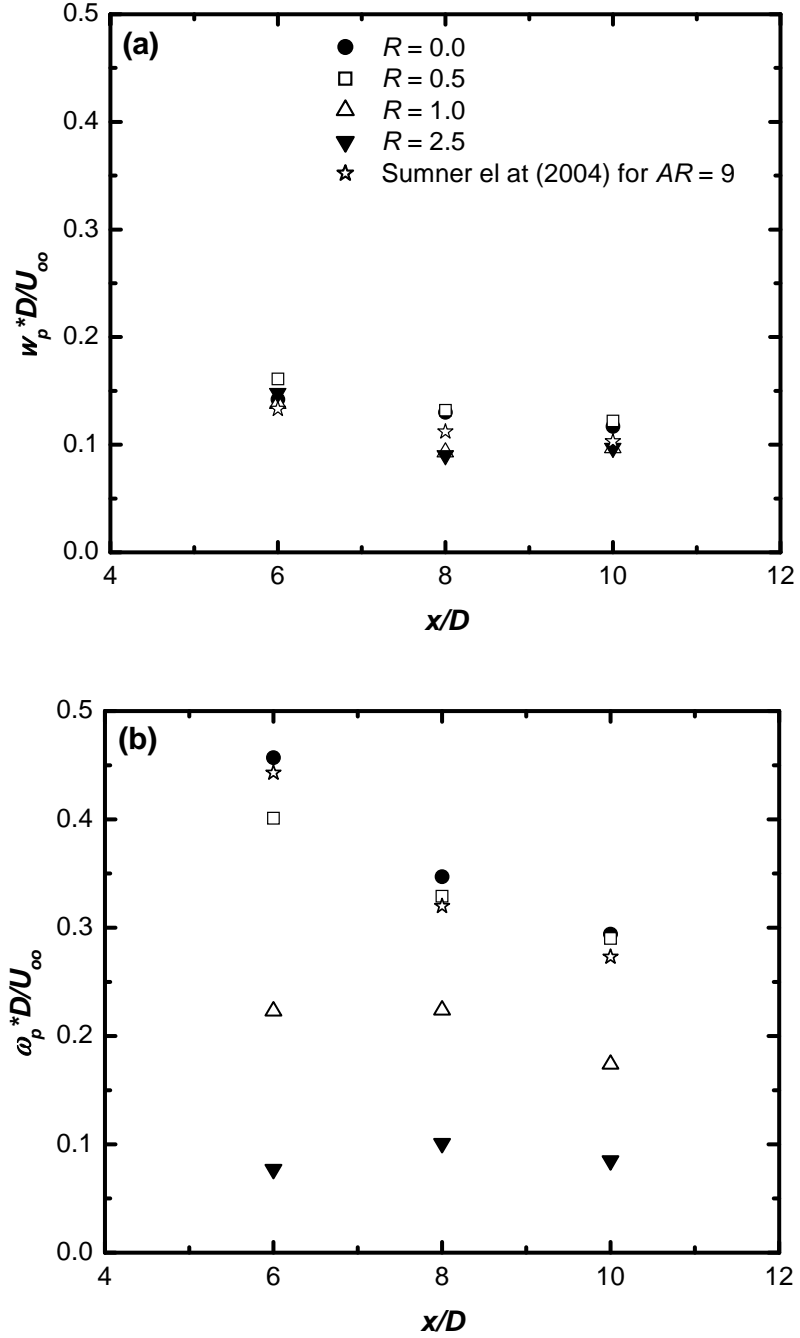 0.5
(a)
R = 0.0
R = 0.5
R = 1.0
R = 2.5
Sumner el at (2004) for AR = 9
0.4
0.3
0.2
0.1
0.0
w_p*D/U_oo
4 6 8 10 12
x/D
0.5
(b)
0.4
0.3
0.2
0.1
0.0
ω_p*D/U_oo
4 6 8 10 12
x/D